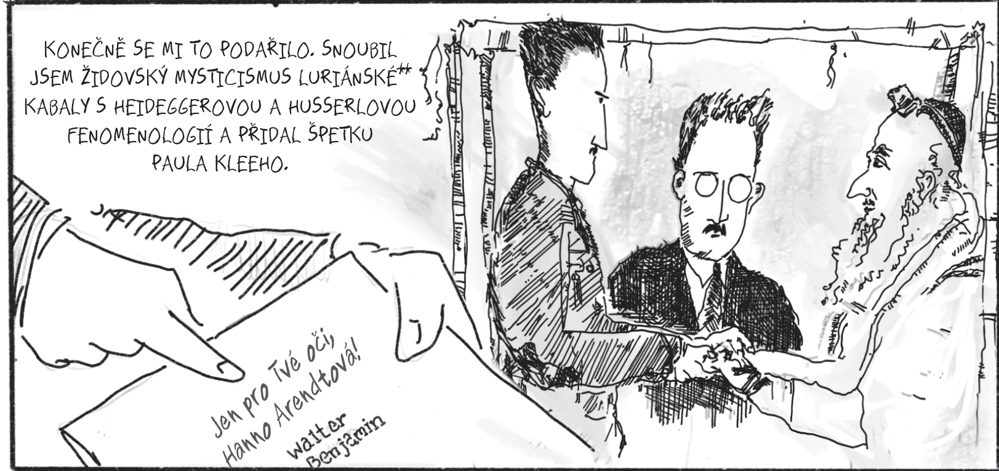 KONEČNĚ SE MI TO PODAŘILO. SNOUBIL
JSEM ŽIDOVSKÝ MYSTICISMUS LURIÁNSKÉ**
KABALY S HEIDEGGEROVOU A HUSSERLOVOU
FENOMENOLOGIÍ A PŘIDAL ŠPETKU
PAULA KLEEHO.
Jen pro Tvé oči,
Hanno Arendtová!
Walter
Benjamin